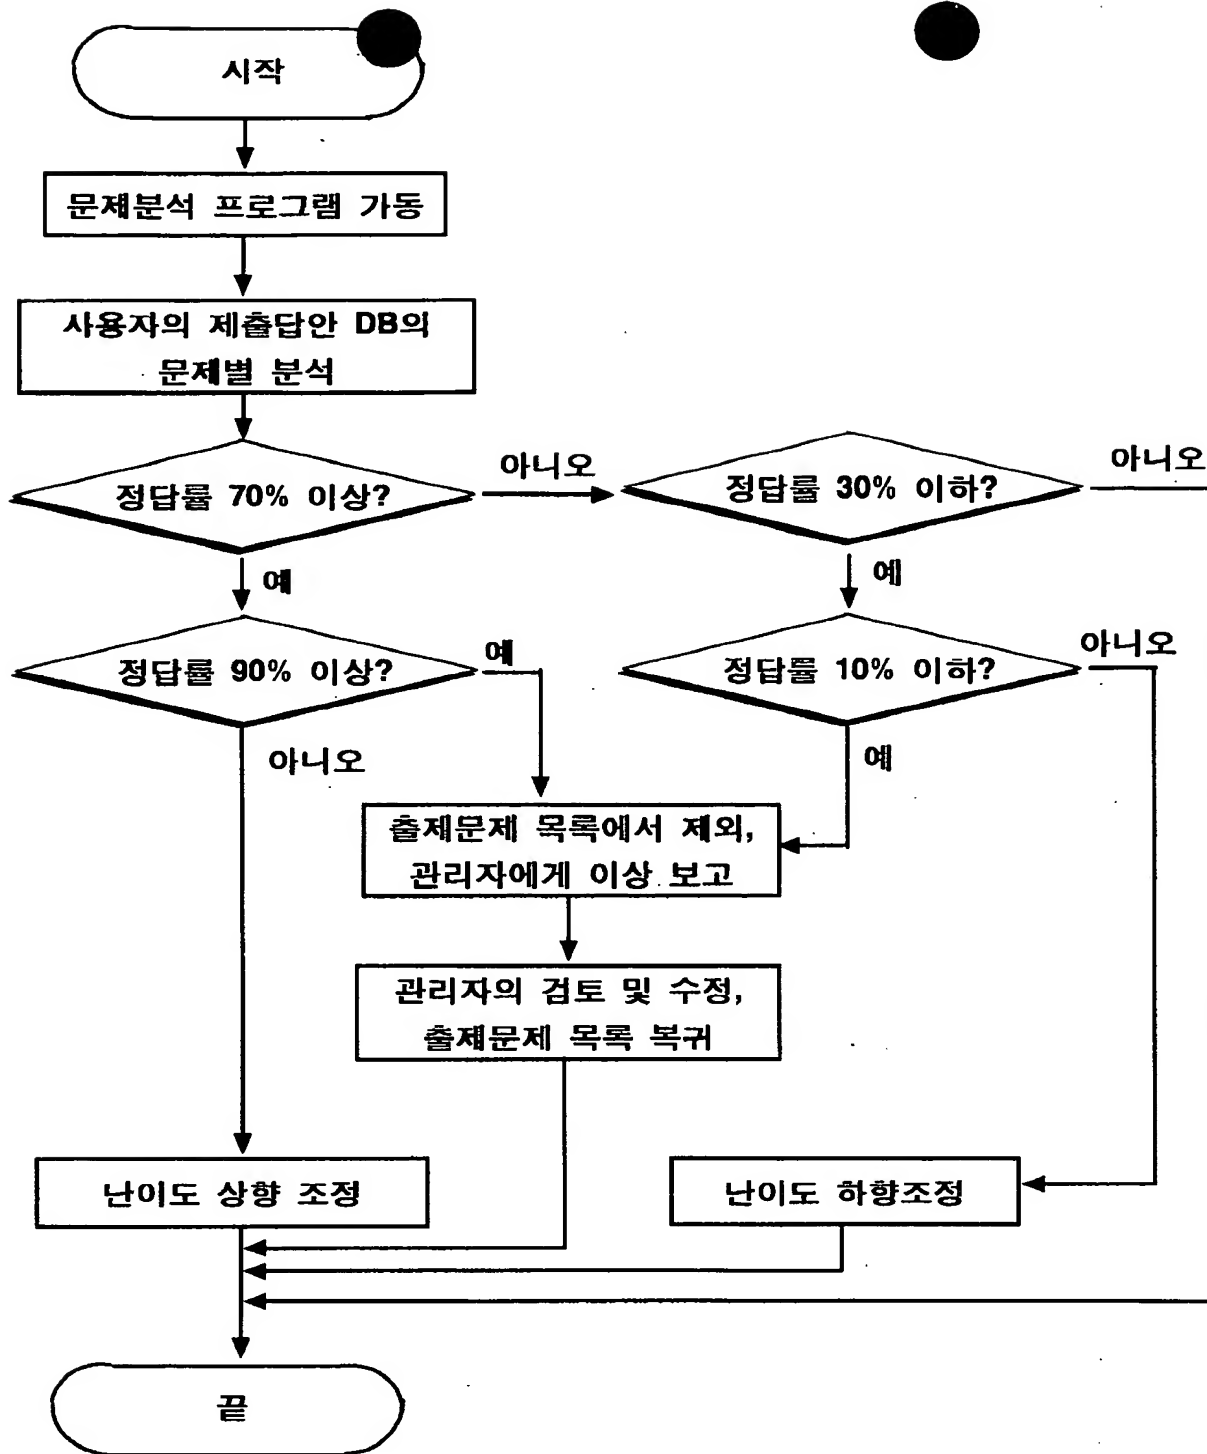 시작
문제분석 프로그램 가동
사용자의 제출답안 DB의
문제별 분석
정답률 70% 이상?
아니오
정답률 30% 이하?
아니오
예
예
정답률 90% 이상?
예
정답률 10% 이하?
아니오
아니오
예
출제문제 목록에서 제외,
관리자에게 이상 보고
관리자의 검토 및 수정,
출제문제 목록 복귀
난이도 상향 조정
난이도 하향조정
끝